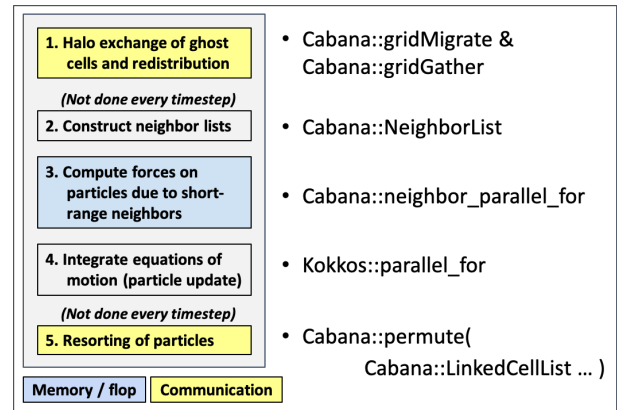 1. Halo exchange of ghost
cells and redistribution
• Cabana::gridMigrate &
Cabana::gridGather
(Not done every timestep)
2. Construct neighbor lists
• Cabana::NeighborList
3. Compute forces on
particles due to short-
range neighbors
• Cabana::neighbor_parallel_for
4. Integrate equations of
motion (particle update)
• Kokkos::parallel_for
(Not done every timestep)
5. Resorting of particles
• Cabana::permute(
Cabana::LinkedCellList ... )
Memory / flop
Communication